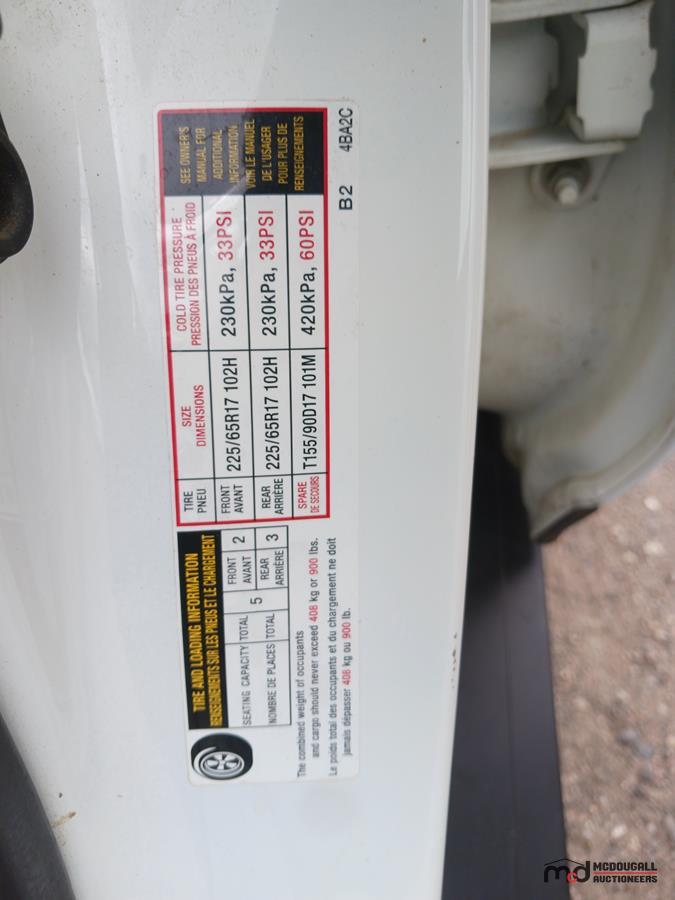 TIRE AND LOADING INFORMATION
RENSEIGNEMENTS SUR LES PNEUS ET LE CHARGEMENT
SEATING CAPACITY TOTAL 5 FRONT AVANT 2
NOMBRE DE PLACES TOTAL REAR ARRIÈRE 3
The combined weight of occupants
and cargo should never exceed 408 kg or 900 lbs.
Le poids total des occupants et du chargement ne doit
jamais dépasser 408 kg ou 900 lb.
TIRE
PNEU
SIZE
DIMENSIONS
COLD TIRE PRESSURE
PRESSION DES PNEUS À FROID
FRONT
AVANT
225/65R17 102H
230kPa, 33PSI
REAR
ARRIÈRE
225/65R17 102H
230kPa, 33PSI
SPARE
DE SECOURS
T155/90D17 101M
420kPa, 60PSI
SEE OWNER'S
MANUAL FOR
ADDITIONAL
INFORMATION
VOIR LE MANUEL
DE L'USAGER
POUR PLUS DE
RENSEIGNEMENTS
B2 4BA2C
mcd
MCDOUGALL
AUCTIONEERS